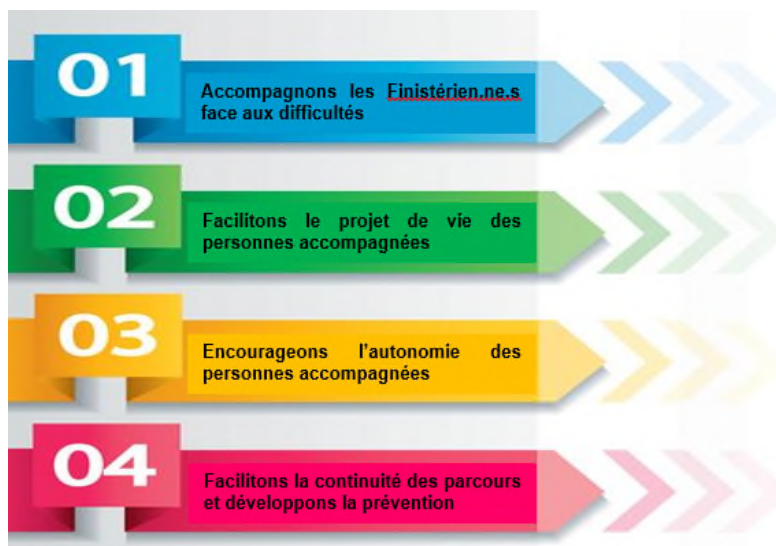 01
Accompagnons les Finistérien.ne.s
face aux difficultés
02
Facilitons le projet de vie des
personnes accompagnées
03
Encourageons l’autonomie des
personnes accompagnées
04
Facilitons la continuité des parcours
et développons la prévention